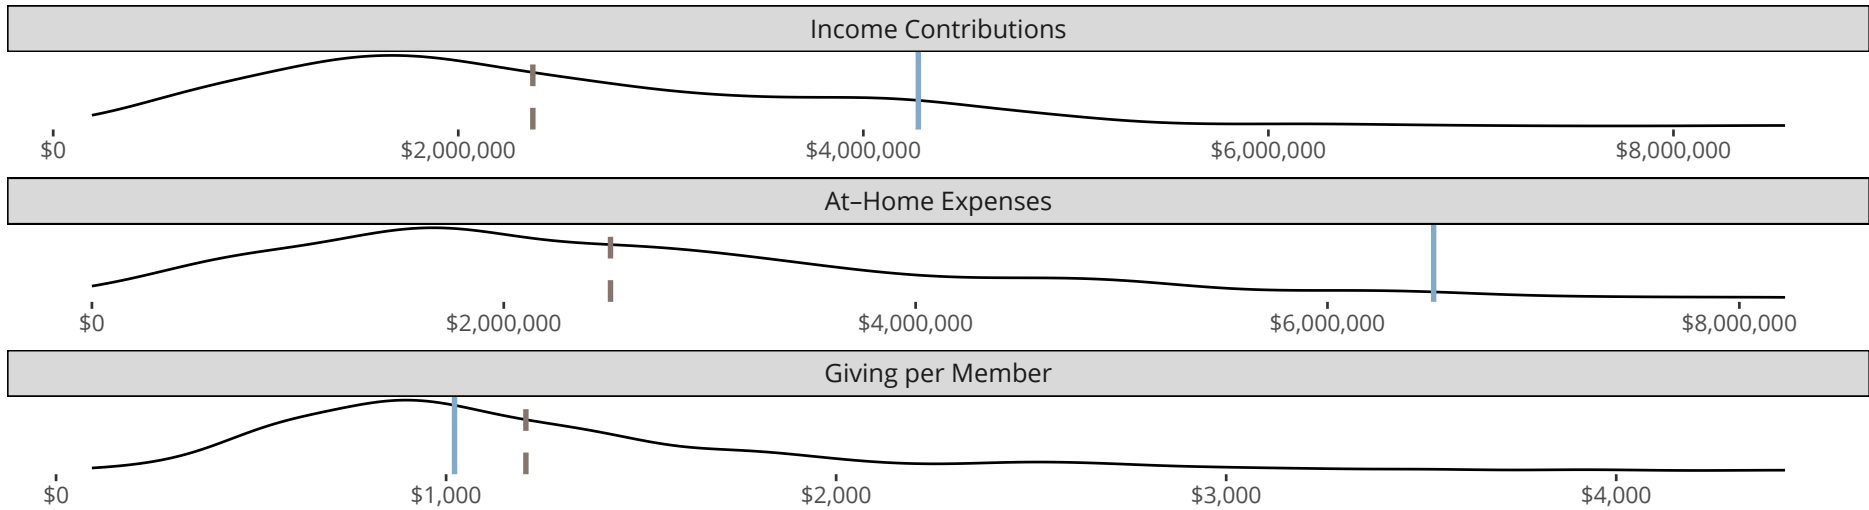 Income Contributions
$0 $2,000,000 $4,000,000 $6,000,000 $8,000,000
At–Home Expenses
$0 $2,000,000 $4,000,000 $6,000,000 $8,000,000
Giving per Member
$0 $1,000 $2,000 $3,000 $4,000